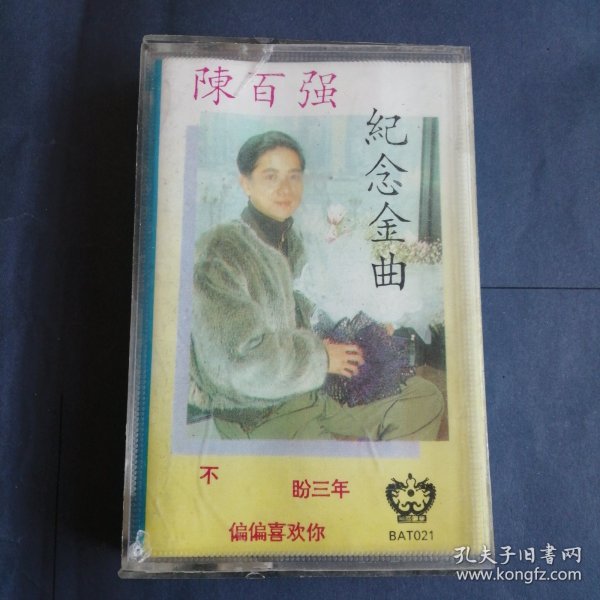 陳百强
紀念金曲
不 盼三年
偏偏喜欢你
BAT021
孔夫子旧书网
www.kongfz.com